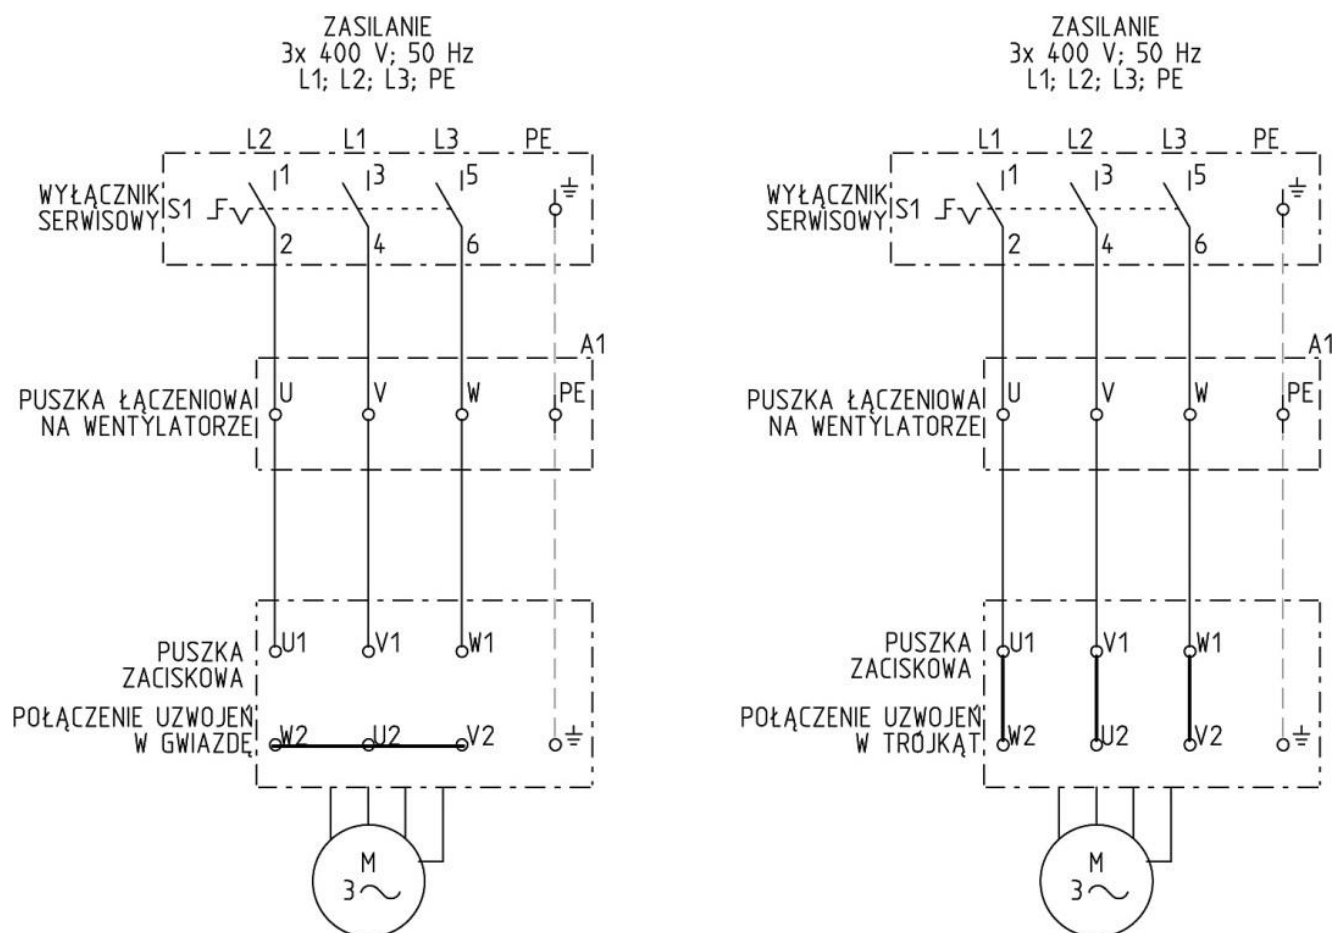 ZASILANIE
3x 400 V; 50 Hz
L1; L2; L3; PE
L2 L1 L3 PE
WYŁĄCZNIK
SERWISOWY
S1
1 3 5
2 4 6
A1
PUSZKA ŁĄCZENIOWA
NA WENTYLATORZE
U V W PE
PUSZKA
ZACISKOWA
U1 V1 W1
POŁĄCZENIE UZWOJEŃ
W GWIAZDĘ
W2 U2 V2
M
3~
ZASILANIE
3x 400 V; 50 Hz
L1; L2; L3; PE
L1 L2 L3 PE
WYŁĄCZNIK
SERWISOWY
S1
1 3 5
2 4 6
A1
PUSZKA ŁĄCZENIOWA
NA WENTYLATORZE
U V W PE
PUSZKA
ZACISKOWA
U1 V1 W1
POŁĄCZENIE UZWOJEŃ
W TRÓJKĄT
W2 U2 V2
M
3~